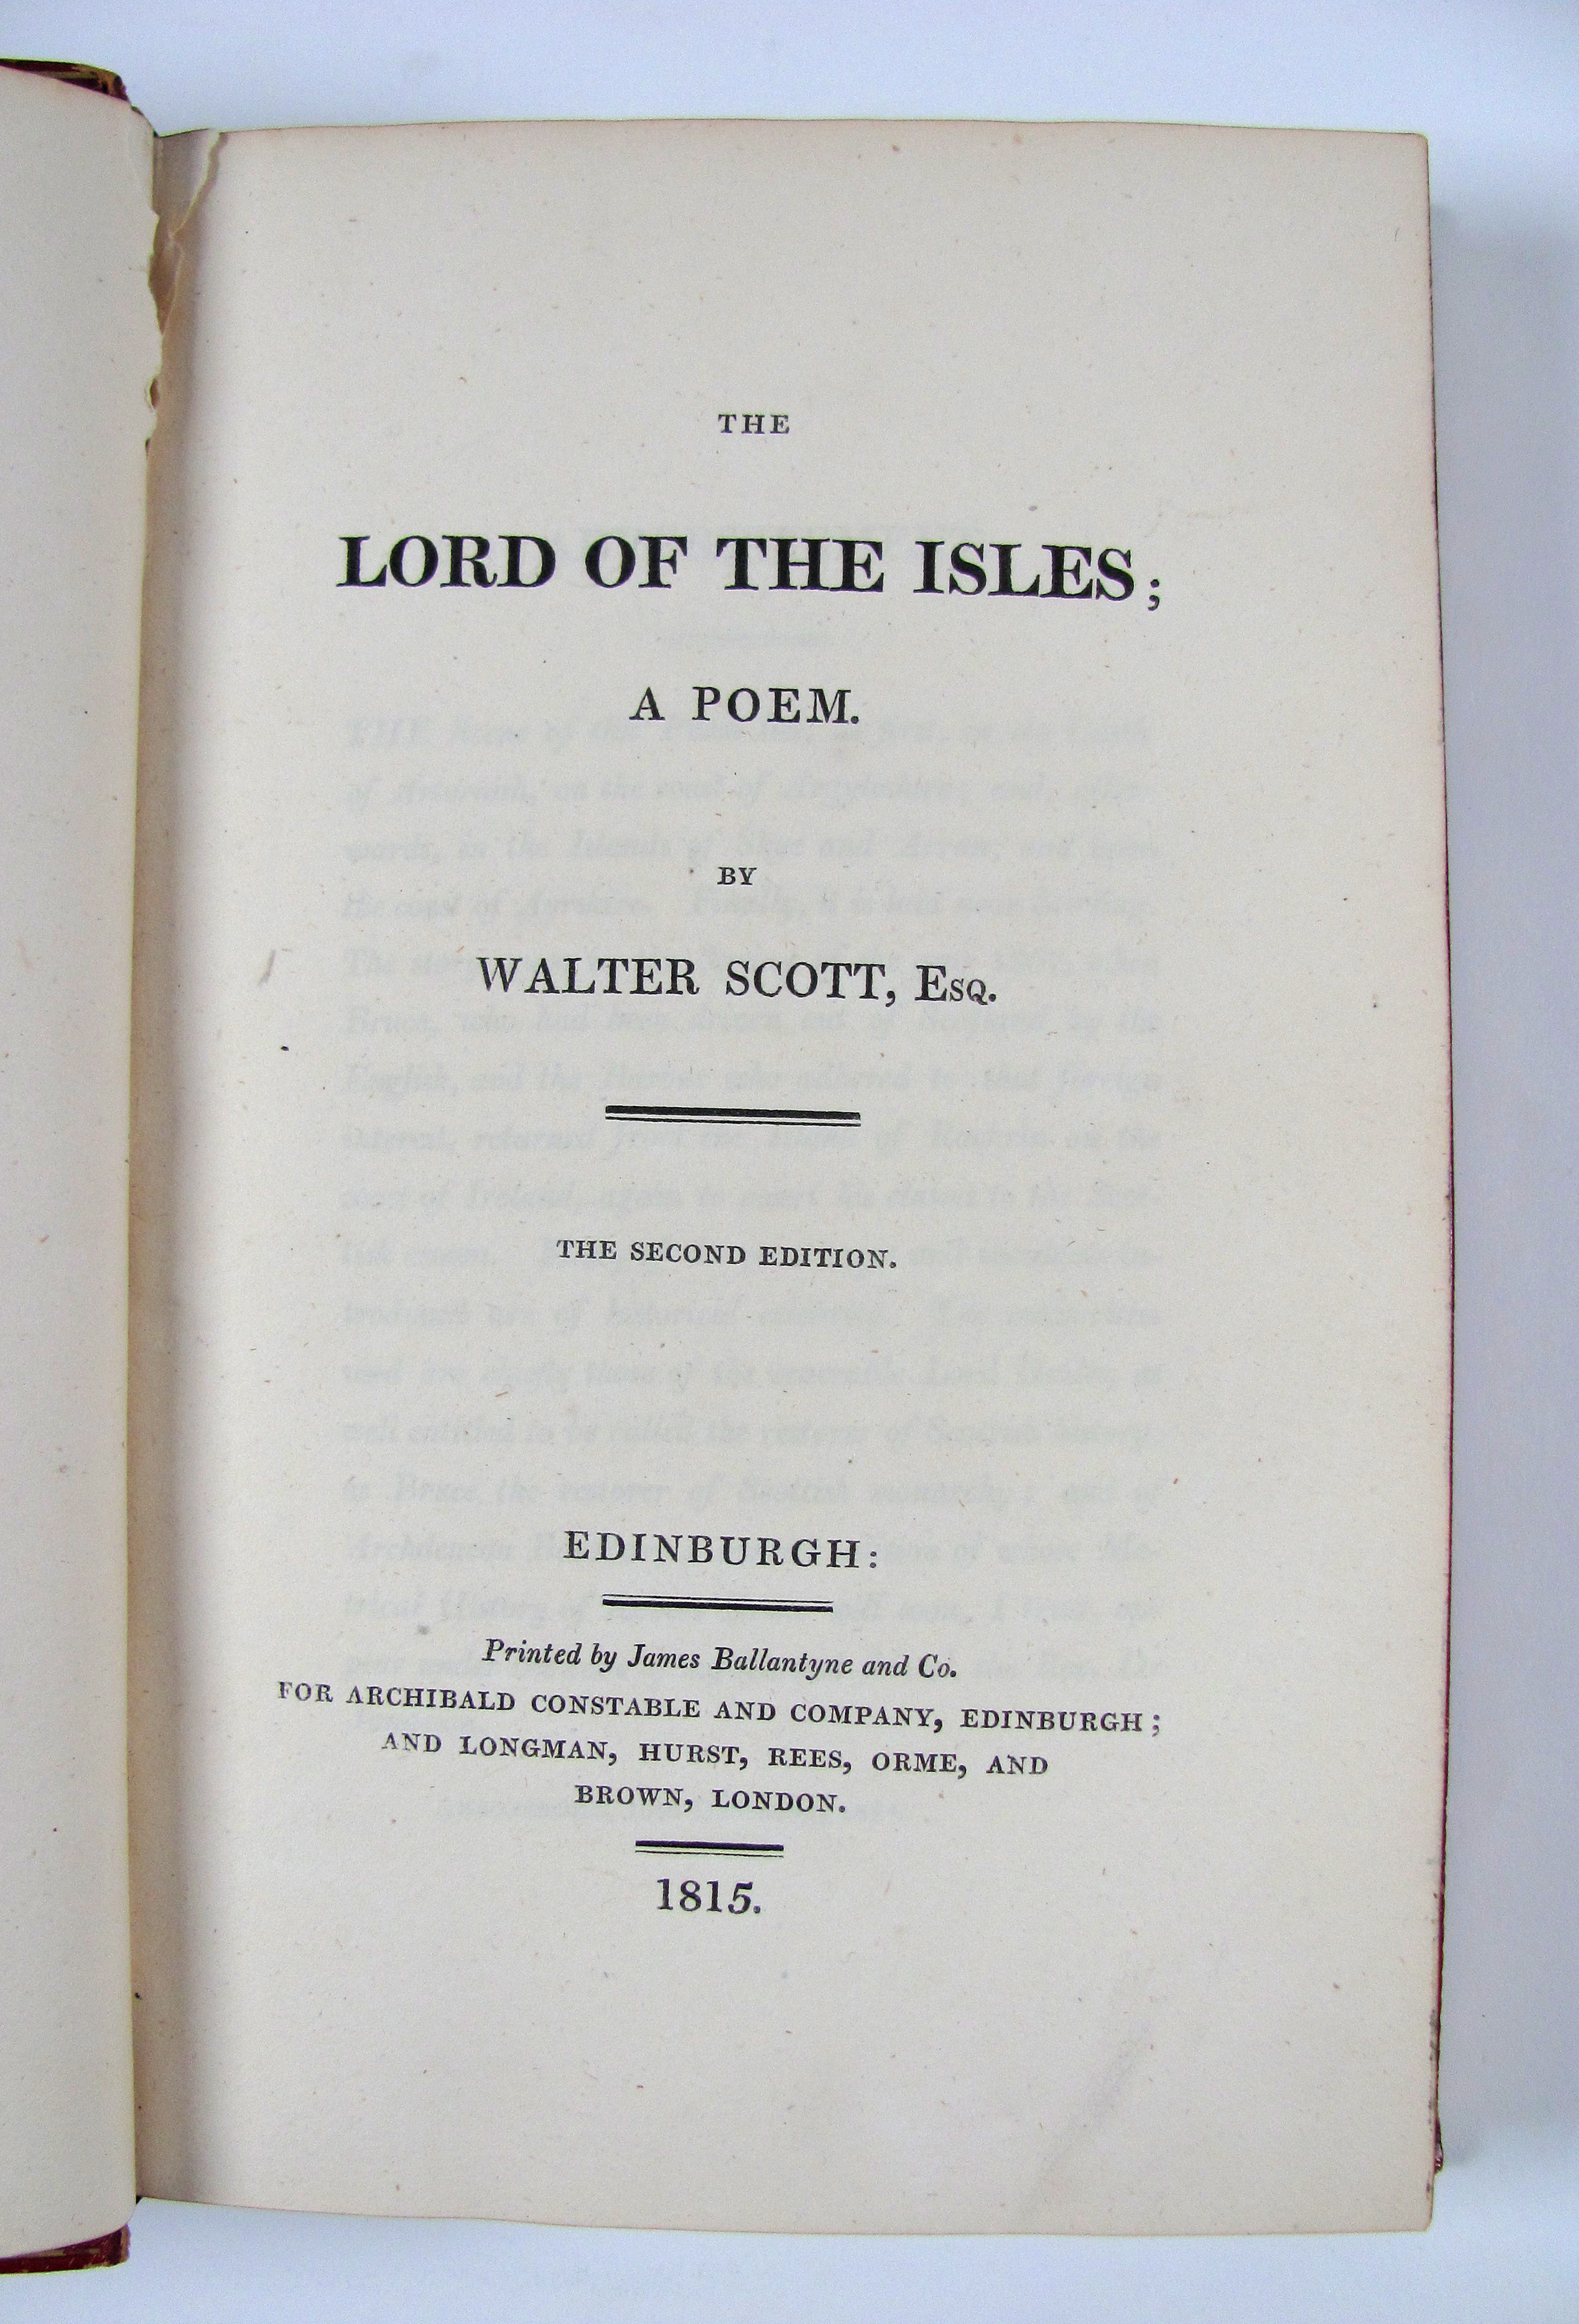 THE
LORD OF THE ISLES;
A POEM.
BY
WALTER SCOTT, ESQ.
THE SECOND EDITION.
EDINBURGH:
Printed by James Ballantyne and Co.
FOR ARCHIBALD CONSTABLE AND COMPANY, EDINBURGH;
AND LONGMAN, HURST, REES, ORME, AND
BROWN, LONDON.
1815.